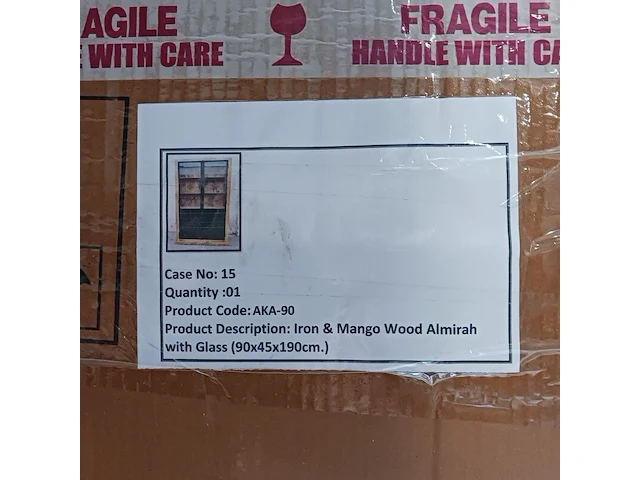 AGILE
E WITH CARE
FRAGILE
HANDLE WITH CA
Case No: 15
Quantity :01
Product Code: AKA-90
Product Description: Iron & Mango Wood Almirah
with Glass (90x45x190cm.)